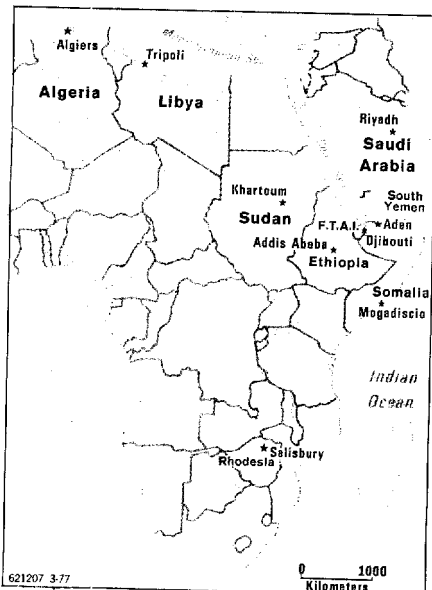 Algiers
Tripoli
Algeria
Libya
Riyadh
Saudi
Arabia
Khartoum
South
Yemen
Sudan
F.T.A.I.
Aden
Djibouti
Addis Ababa
Ethiopia
Somalia
Mogadiscio
Indian
Ocean
Salisbury
Rhodesia
621207 3-77
0 1000
Kilometers